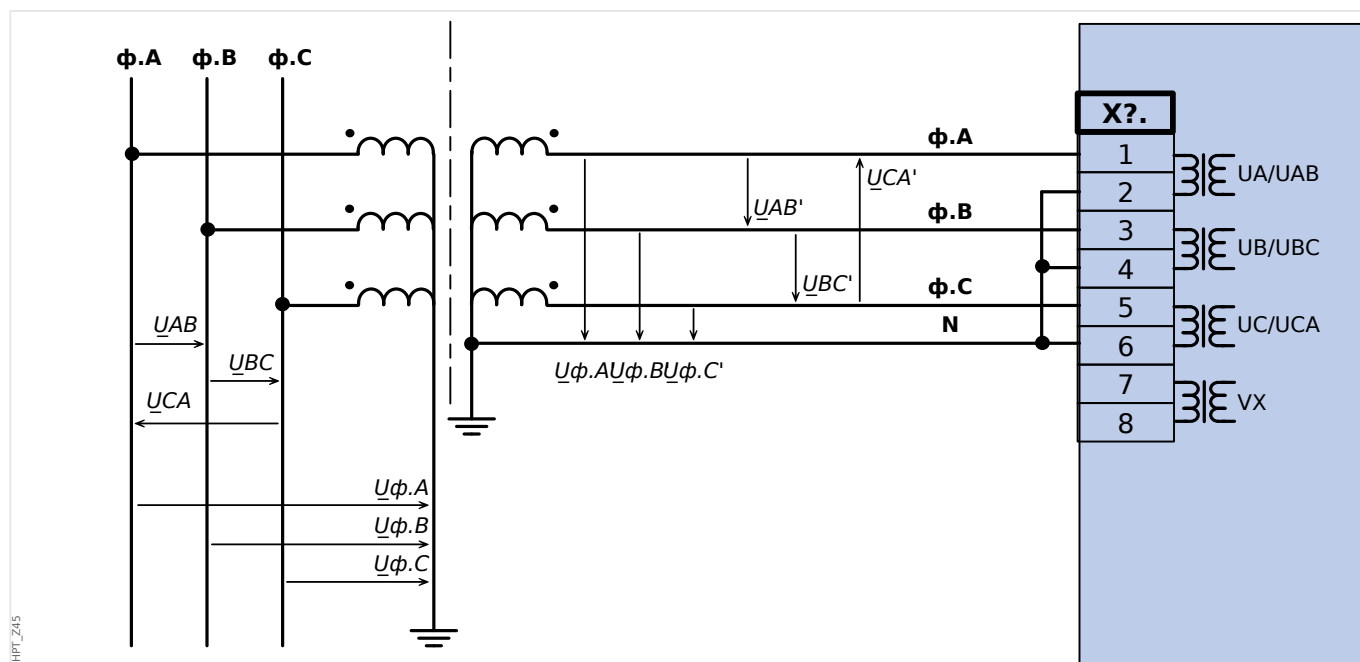 ф.A ф.B ф.C
X?.
ф.A
1
UA/UAB
UCA'
2
UAB'
ф.B
3
UB/UBC
4
UBC'
ф.C
5
UC/UCA
N
6
UAB
UBC
Uф.AUф.BUф.C'
7
UCA
VX
8
Uф.A
Uф.B
Uф.C
HPT_Z45